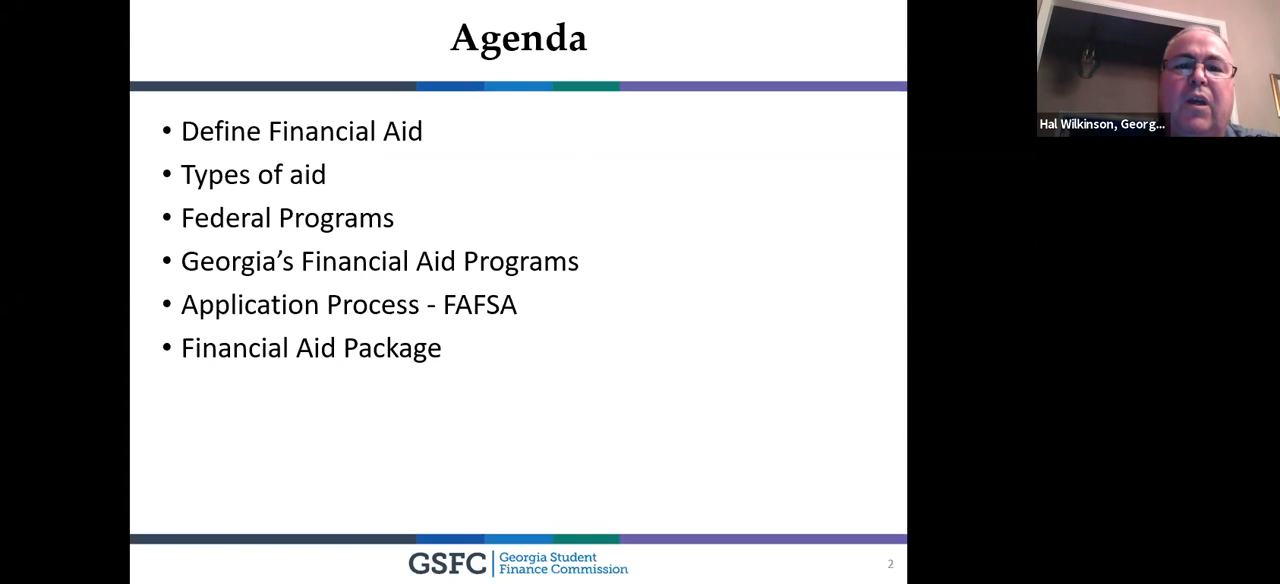 Agenda
• Define Financial Aid
• Types of aid
• Federal Programs
• Georgia’s Financial Aid Programs
• Application Process - FAFSA
• Financial Aid Package
Hal Wilkinson, Georg...
GSFC
Georgia Student
Finance Commission
2